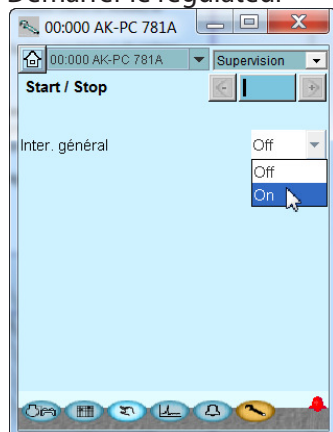 Démarrer le régulateur
00:000 AK-PC 781A
00:000 AK-PC 781A Supervision
Start / Stop
Inter. général Off
Off
On